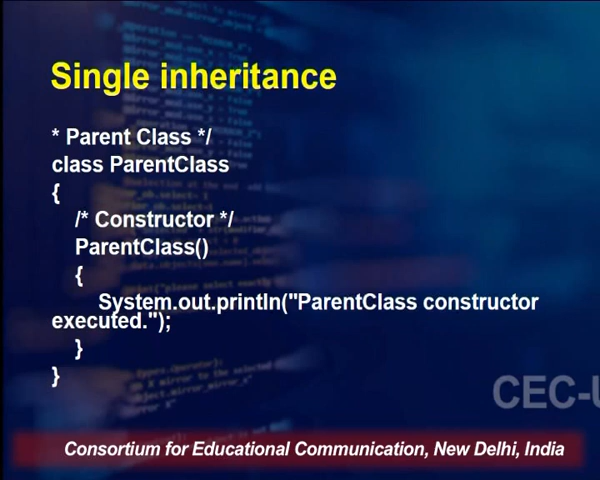 Single inheritance
* Parent Class */
class ParentClass
{
/* Constructor */
ParentClass()
{
System.out.println("ParentClass constructor
executed.");
}
}
CEC-U
Consortium for Educational Communication, New Delhi, India